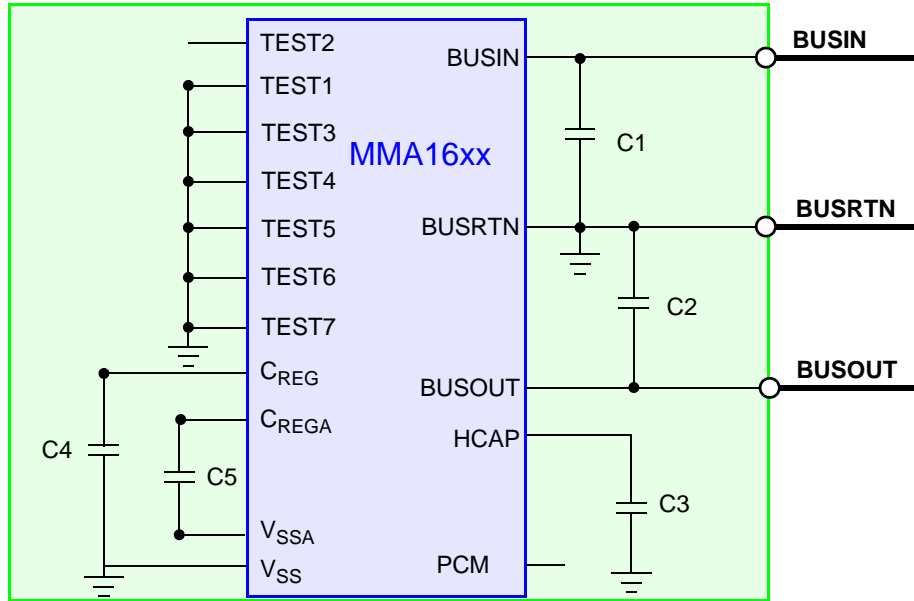 TEST2
TEST1
TEST3
TEST4
TEST5
TEST6
TEST7
CREG
CREGA
VSSA
VSS
C4
C5
MMA16xx
BUSIN
BUSRTN
BUSOUT
HCAP
PCM
C1
C2
C3
BUSIN
BUSRTN
BUSOUT